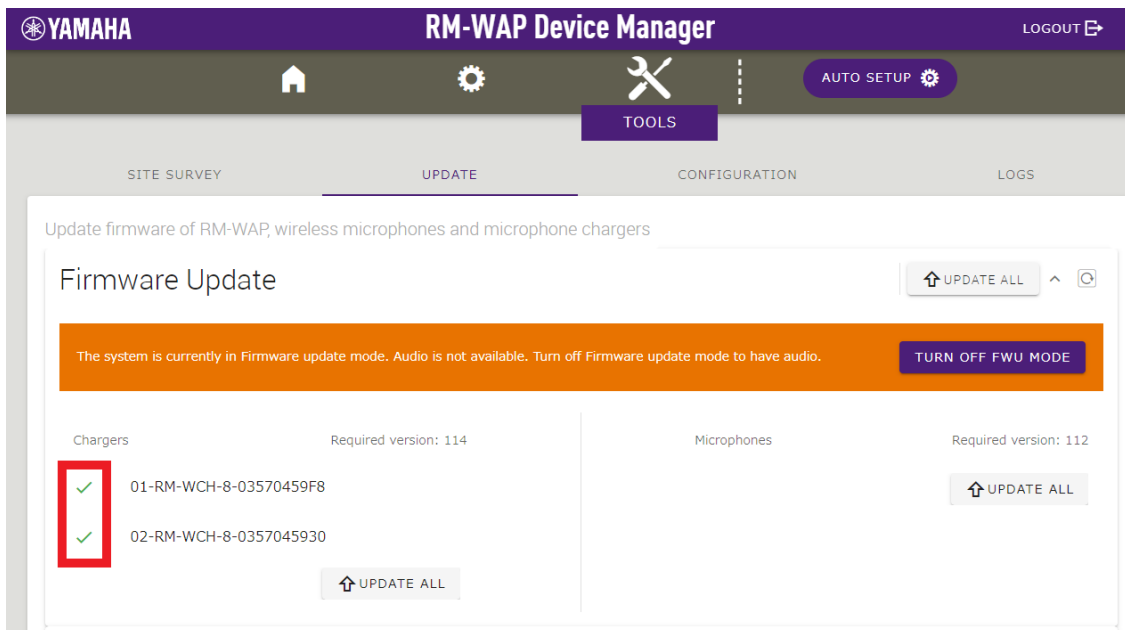 YAMAHA
RM-WAP Device Manager
LOGOUT
AUTO SETUP
TOOLS
SITE SURVEY
UPDATE
CONFIGURATION
LOGS
Update firmware of RM-WAP, wireless microphones and microphone chargers
Firmware Update
UPDATE ALL
The system is currently in Firmware update mode. Audio is not available. Turn off Firmware update mode to have audio.
TURN OFF FWU MODE
Chargers
Required version: 114
Microphones
Required version: 112
01-RM-WCH-8-03570459F8
UPDATE ALL
02-RM-WCH-8-0357045930
UPDATE ALL